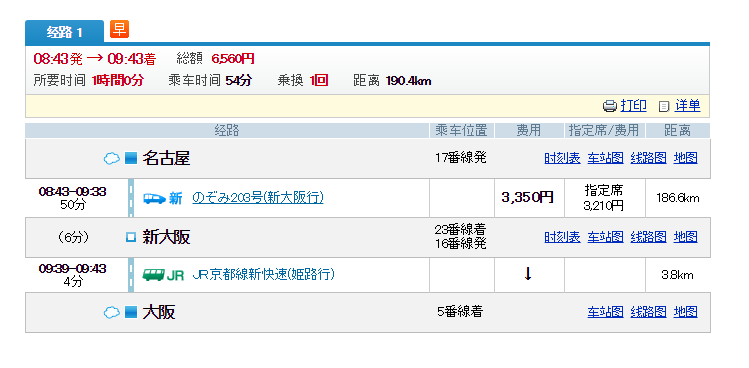 经路 1 早
08:43発 → 09:43着 总额 6,560円
所要时间 1時間0分 乘车时间 54分 乗换 1回 距离 190.4km
打印 详单
经路 乘车位置 费用 指定席/费用 距离
名古屋 17番線発 时刻表 车站图 线路图 地图
08:43-09:33
50分 新 のぞみ203号(新大阪行) 3,350円 指定席
3,210円 186.6km
(6分) 新大阪 23番線着
16番線発 时刻表 车站图 线路图 地图
09:39-09:43
4分 JR JR京都線新快速(姫路行) ↓ 3.8km
大阪 5番線着 车站图 线路图 地图